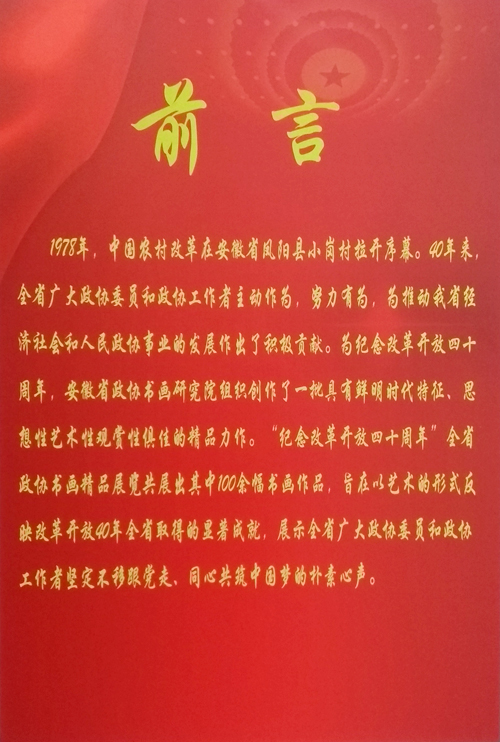 前言
1978年，中国农村改革在安徽省凤阳县小岗村拉开序幕。40年来，
全省广大政协委员和政协工作者主动作为，努力有为，为推动我省经
济社会和人民政协事业的发展作出了积极贡献。为纪念改革开放四十
周年，安徽省政协书画研究院组织创作了一批具有鲜明时代特征、思
想性艺术性观赏性俱佳的精品力作。“纪念改革开放四十周年”全省
政协书画精品展览共展出其中100余幅书画作品，旨在以艺术的形式反
映改革开放40年全省取得的显著成就，展示全省广大政协委员和政协
工作者坚定不移跟党走、同心共筑中国梦的朴素心声。